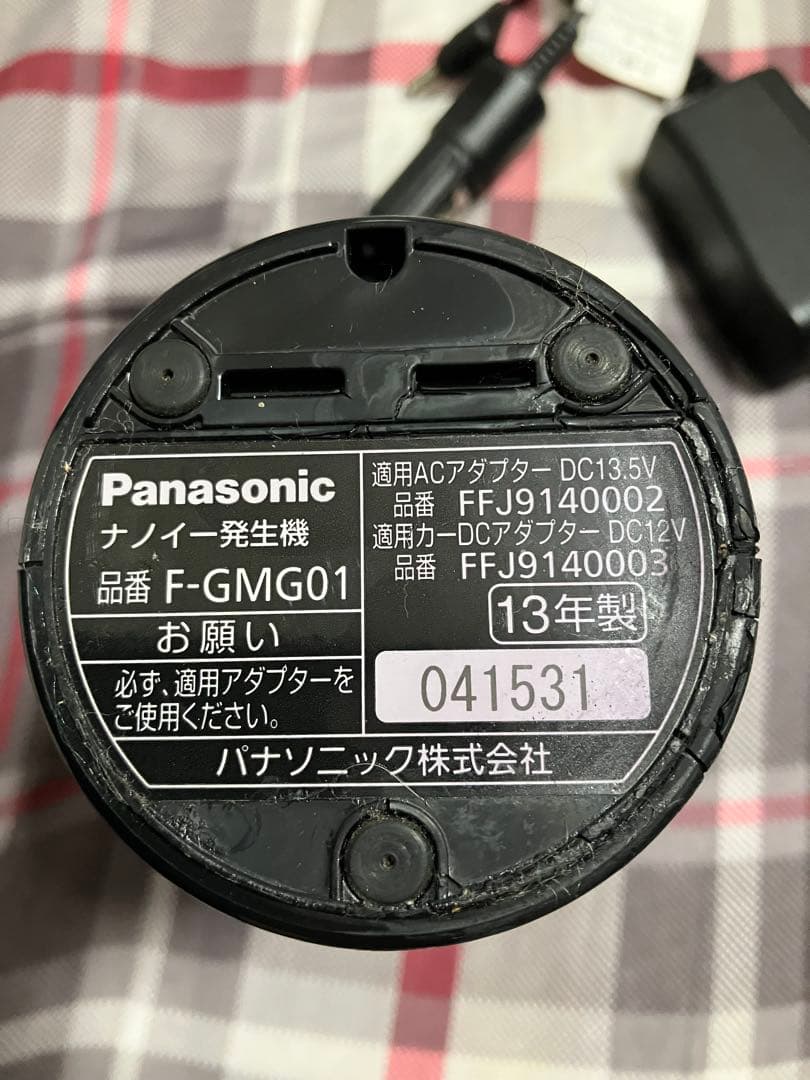 Panasonic
ナノイー発生機
品番 F-GMG01
お願い
必ず、適用アダプターを
ご使用ください。
適用ACアダプター DC13.5V
品番 FFJ9140002
適用カーDCアダプター DC12V
品番 FFJ9140003
13年製
041531
パナソニック株式会社